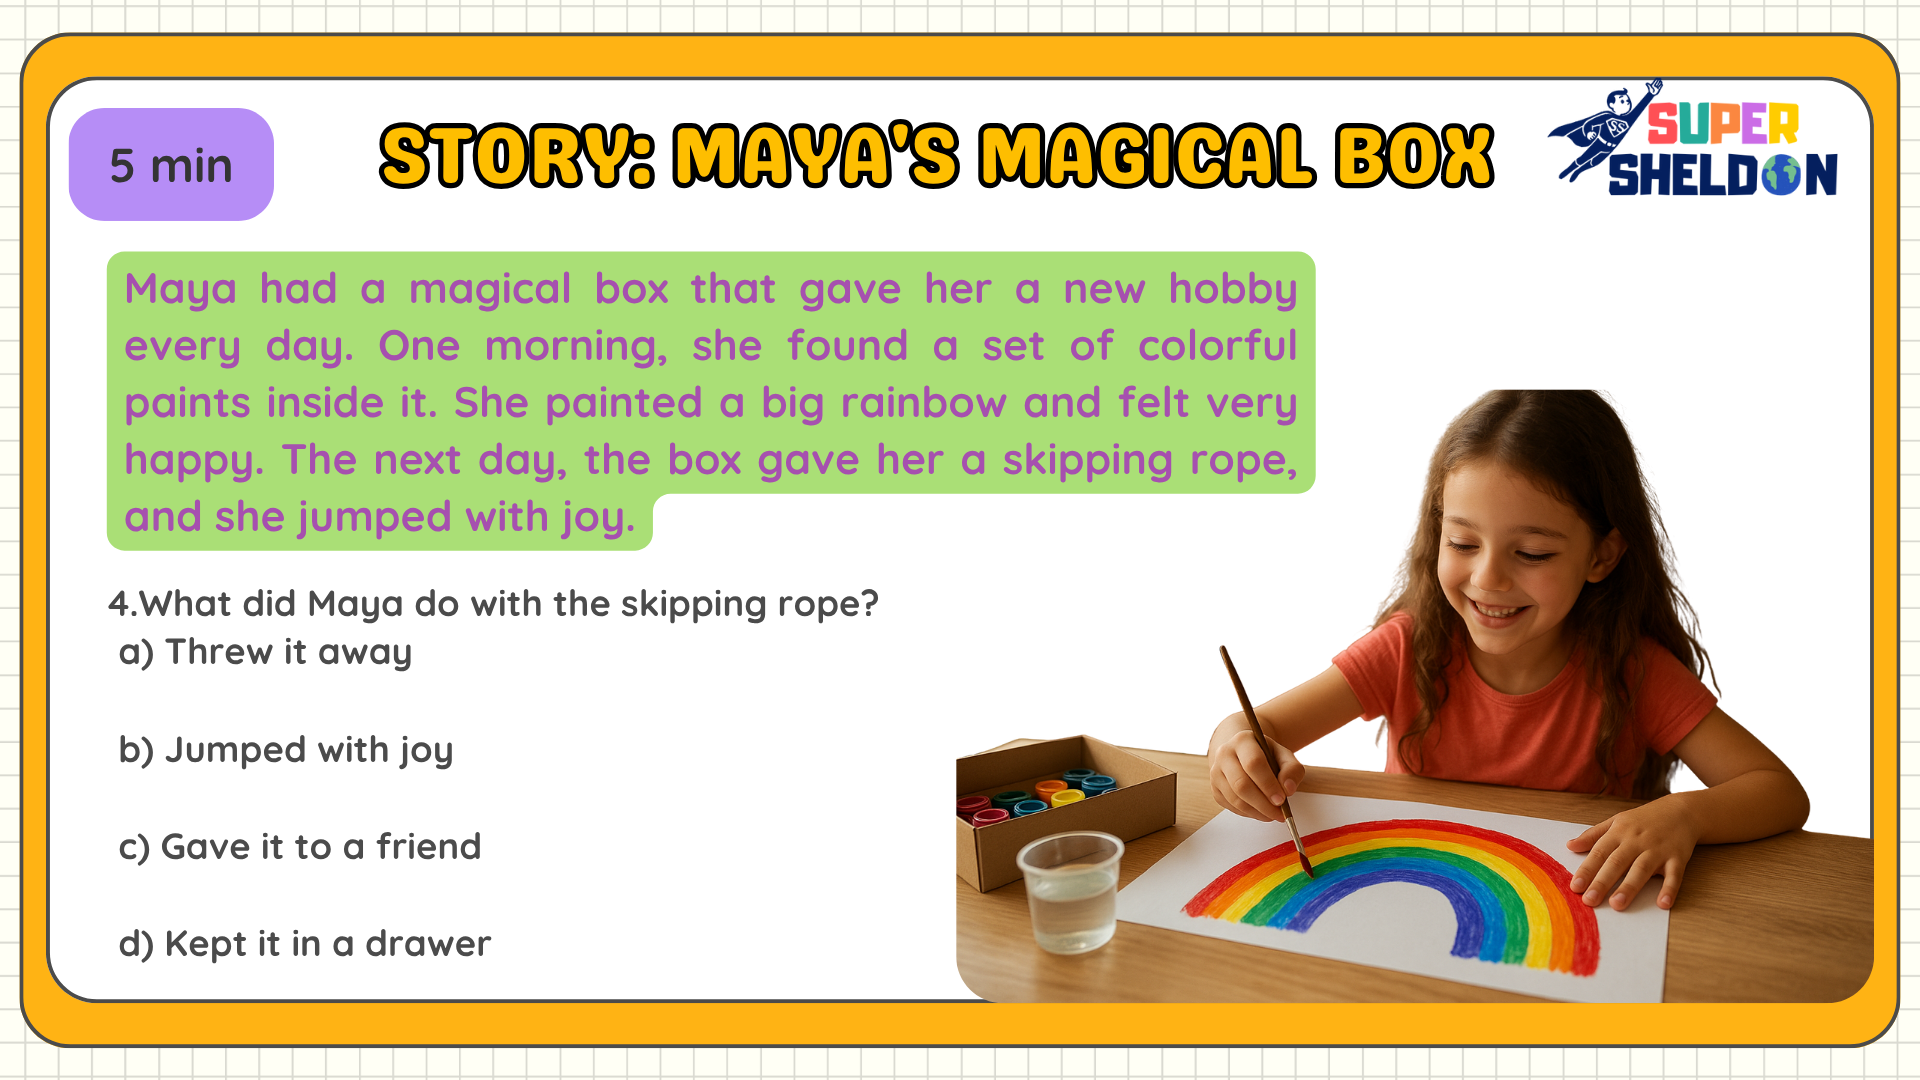 5 min
STORY: MAYA'S MAGICAL BOX
SUPER
SHELDON
Maya had a magical box that gave her a new hobby
every day. One morning, she found a set of colorful
paints inside it. She painted a big rainbow and felt very
happy. The next day, the box gave her a skipping rope,
and she jumped with joy.
4.What did Maya do with the skipping rope?
a) Threw it away
b) Jumped with joy
c) Gave it to a friend
d) Kept it in a drawer